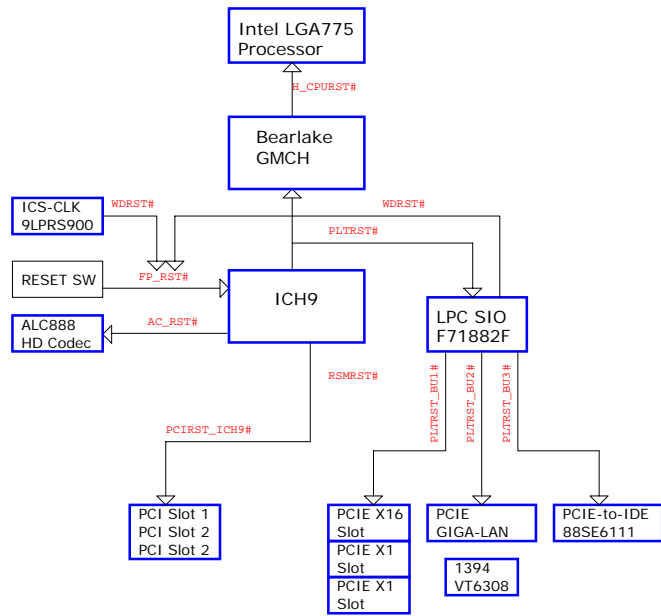 Intel LGA775
Processor
H_CPURST#
Bearlake
GMCH
ICS-CLK
9LPRS900
WDRST#
WDRST#
PLTRST#
RESET SW
FP_RST#
ICH9
ALC888
HD Codec
AC_RST#
LPC SIO
F71882F
RSMRST#
PLTRST_BU1#
PLTRST_BU2#
PLTRST_BU3#
PCIRST_ICH9#
PCI Slot 1
PCI Slot 2
PCI Slot 2
PCIE X16
Slot
PCIE X1
Slot
PCIE X1
Slot
PCIE
GIGA-LAN
1394
VT6308
PCIE-to-IDE
88SE6111